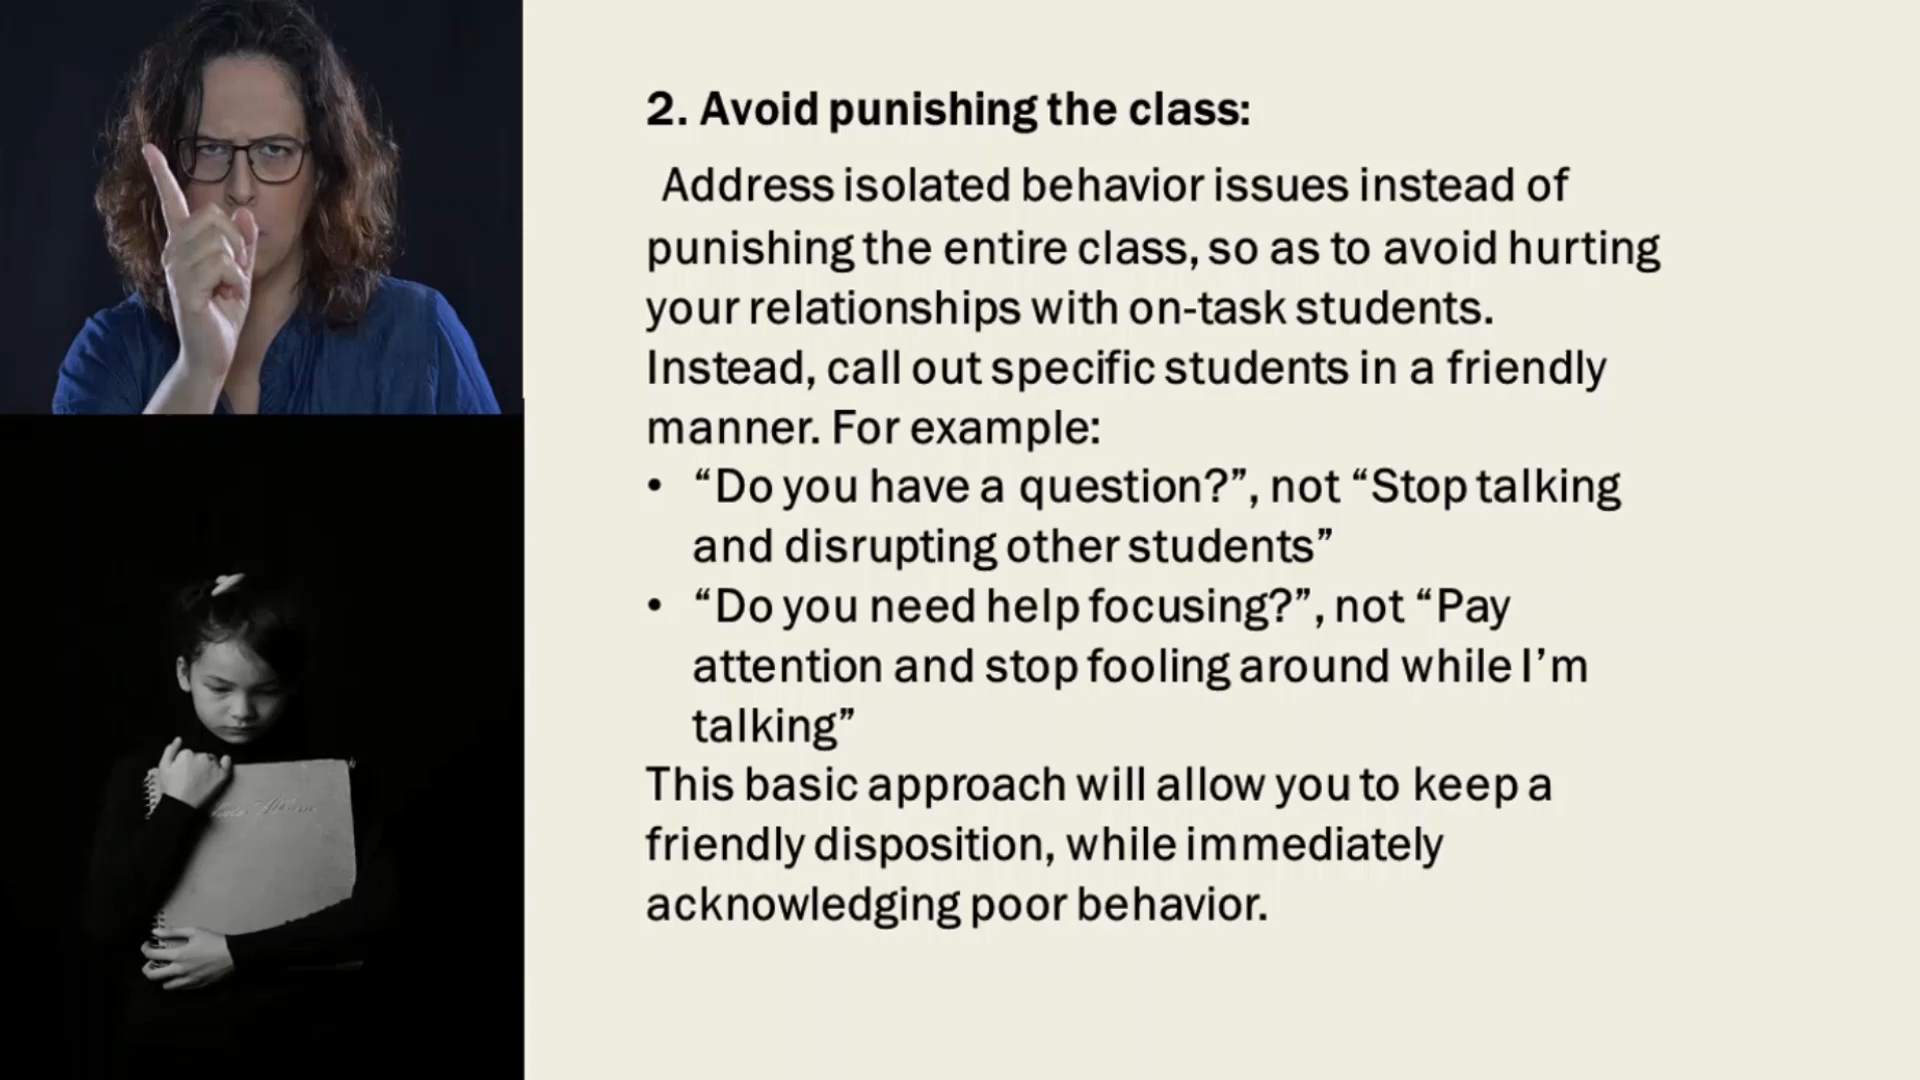 2. Avoid punishing the class:
Address isolated behavior issues instead of
punishing the entire class, so as to avoid hurting
your relationships with on-task students.
Instead, call out specific students in a friendly
manner. For example:
• “Do you have a question?”, not “Stop talking
and disrupting other students”
• “Do you need help focusing?”, not “Pay
attention and stop fooling around while I’m
talking”
This basic approach will allow you to keep a
friendly disposition, while immediately
acknowledging poor behavior.